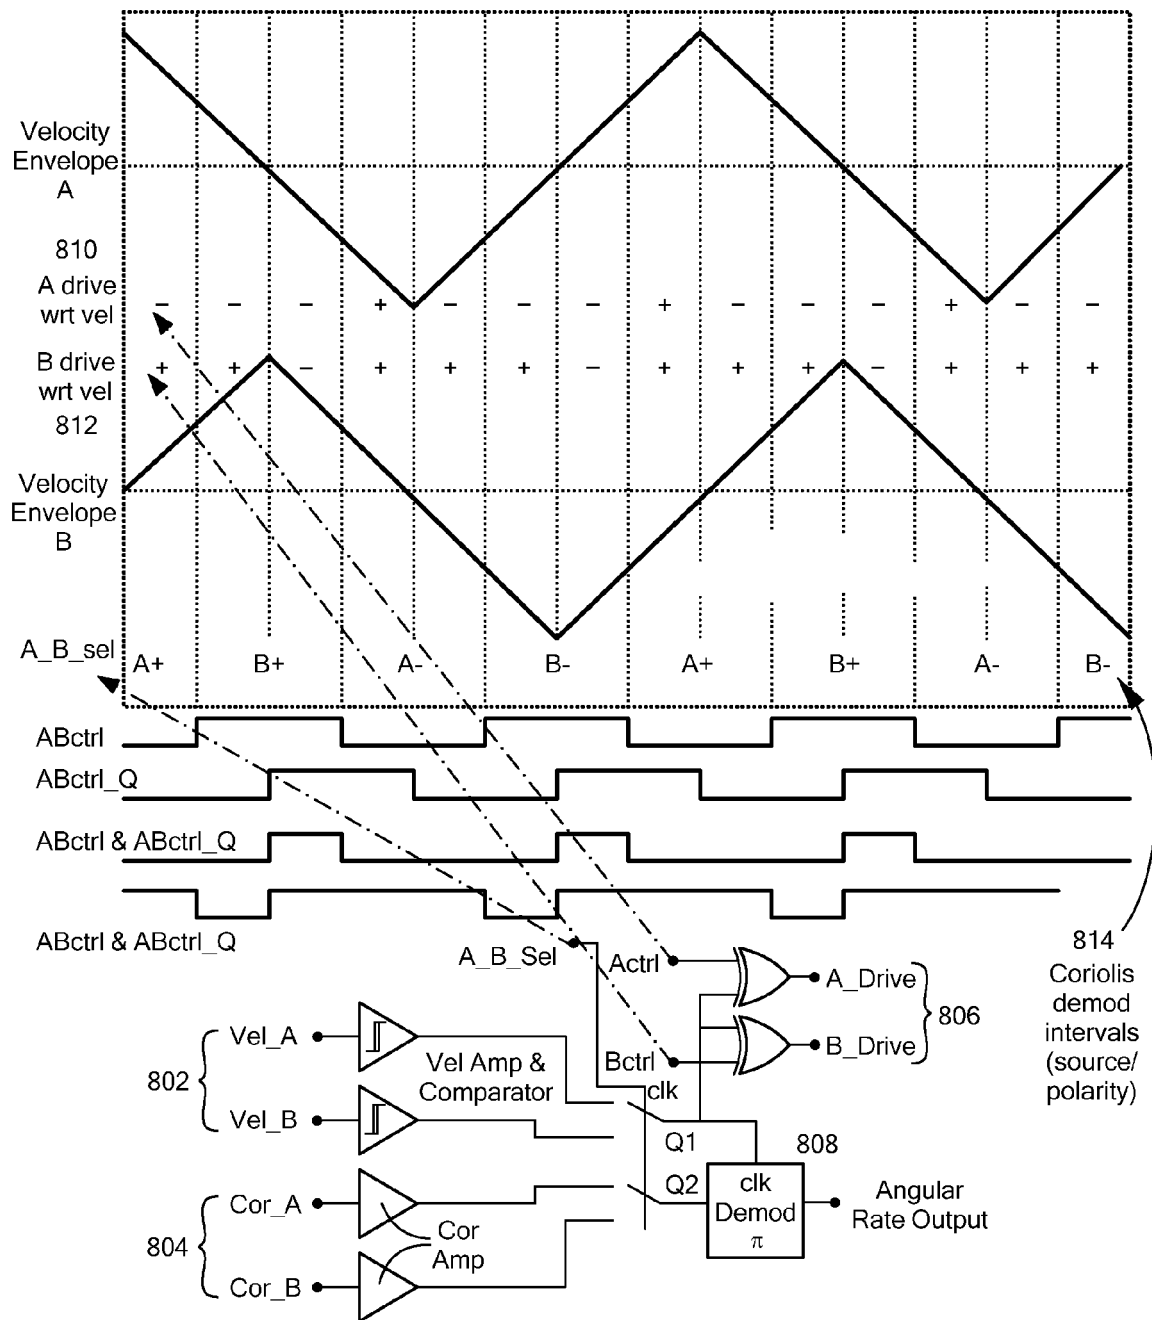 Velocity
Envelope
A
810
A drive
wrt vel
− − − + − − − + − − − + − −
B drive
wrt vel
+ + − + + + − + + + − + + +
812
Velocity
Envelope
B
A_B_sel
A+ B+ A- B- A+ B+ A- B-
ABctrl
ABctrl_Q
ABctrl & ABctrl_Q
ABctrl & ABctrl_Q
A_B_Sel
Actrl
A_Drive
Bctrl
B_Drive
806
814
Coriolis
demod
intervals
(source/
polarity)
802
Vel_A
Vel_B
Vel Amp &
Comparator
clk
Q1
808
804
Cor_A
Cor_B
Cor
Amp
Q2
clk
Demod
π
Angular
Rate Output